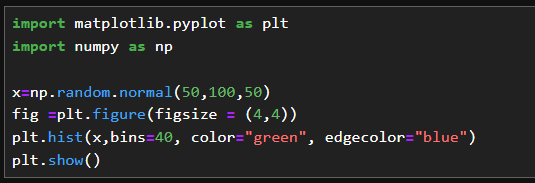 import matplotlib.pyplot as plt
import numpy as np
x=np.random.normal(50,100,50)
fig =plt.figure(figsize = (4,4))
plt.hist(x,bins=40, color="green", edgecolor="blue")
plt.show()